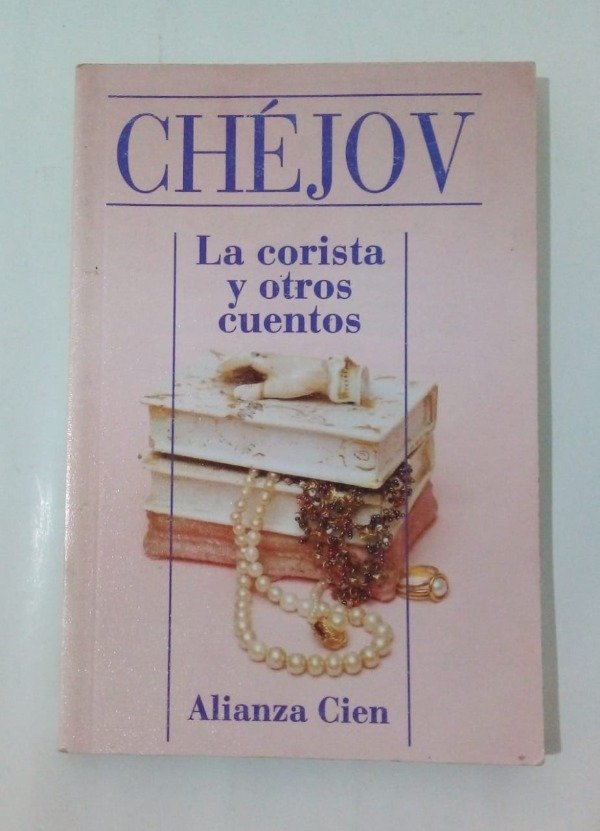 CHÉJOV
La corista
y otros
cuentos
Alianza Cien